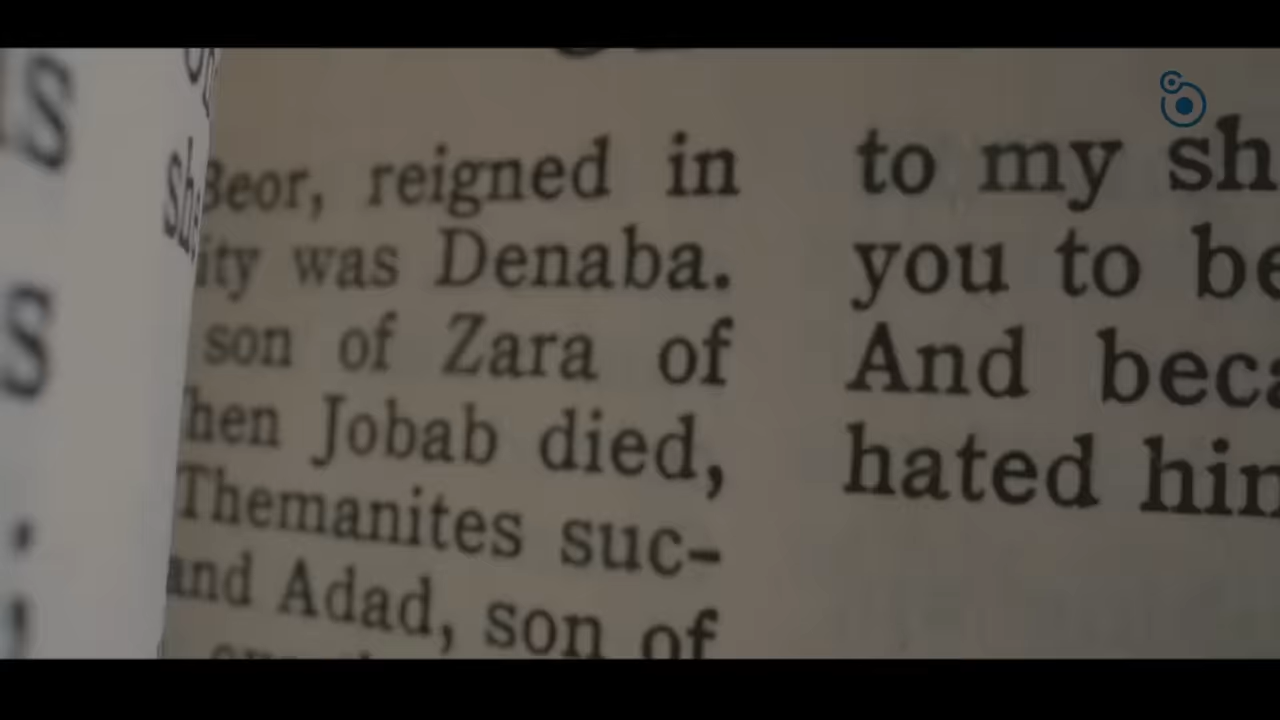 Beor, reigned in
ity was Denaba.
son of Zara of
hen Jobab died,
Themanites suc-
and Adad, son of
to my sh
you to be
And beca
hated him